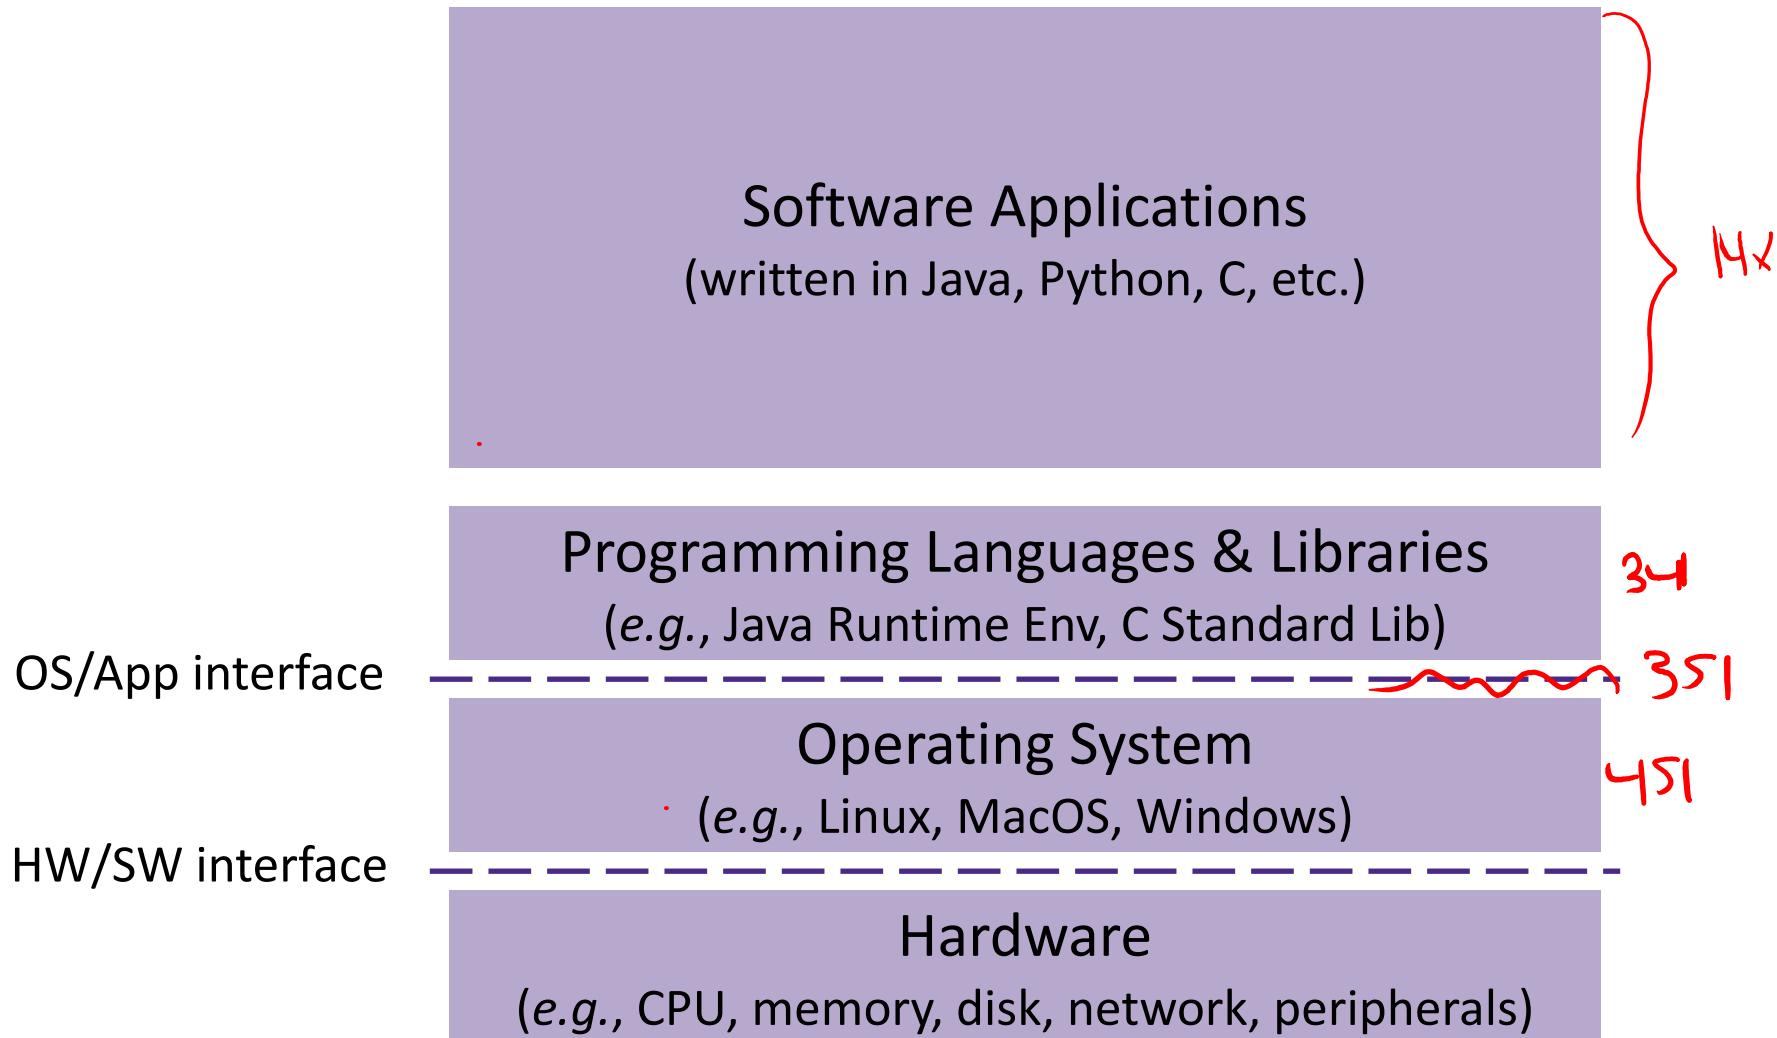 Software Applications
(written in Java, Python, C, etc.)
14x
Programming Languages & Libraries
(e.g., Java Runtime Env, C Standard Lib)
341
OS/App interface
351
Operating System
(e.g., Linux, MacOS, Windows)
451
HW/SW interface
Hardware
(e.g., CPU, memory, disk, network, peripherals)